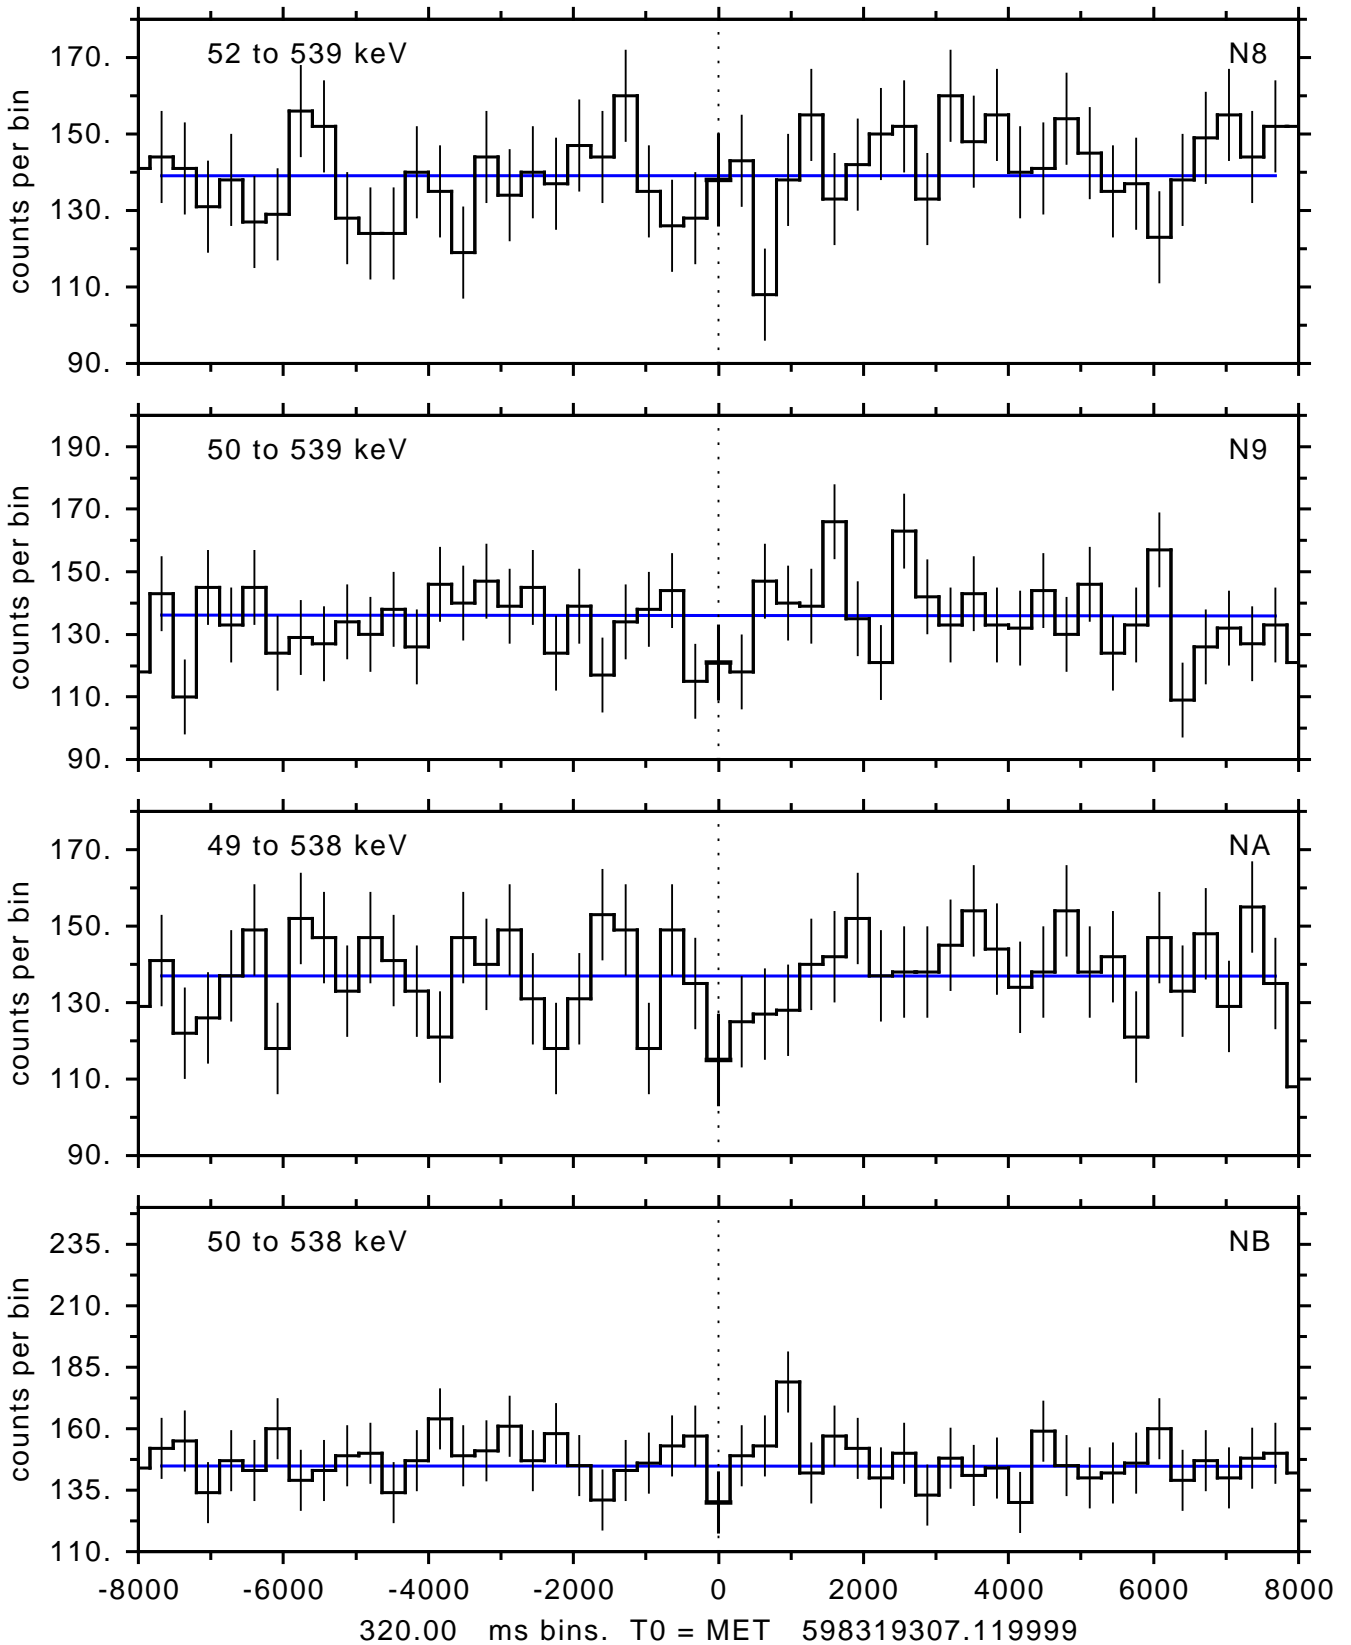 52 to 539 keV N8
170.
150.
130.
110.
90.
counts per bin
50 to 539 keV N9
190.
170.
150.
130.
110.
90.
counts per bin
49 to 538 keV NA
170.
150.
130.
110.
90.
counts per bin
50 to 538 keV NB
235.
210.
185.
160.
135.
110.
counts per bin
-8000 -6000 -4000 -2000 0 2000 4000 6000 8000
320.00 ms bins. T0 = MET 598319307.119999